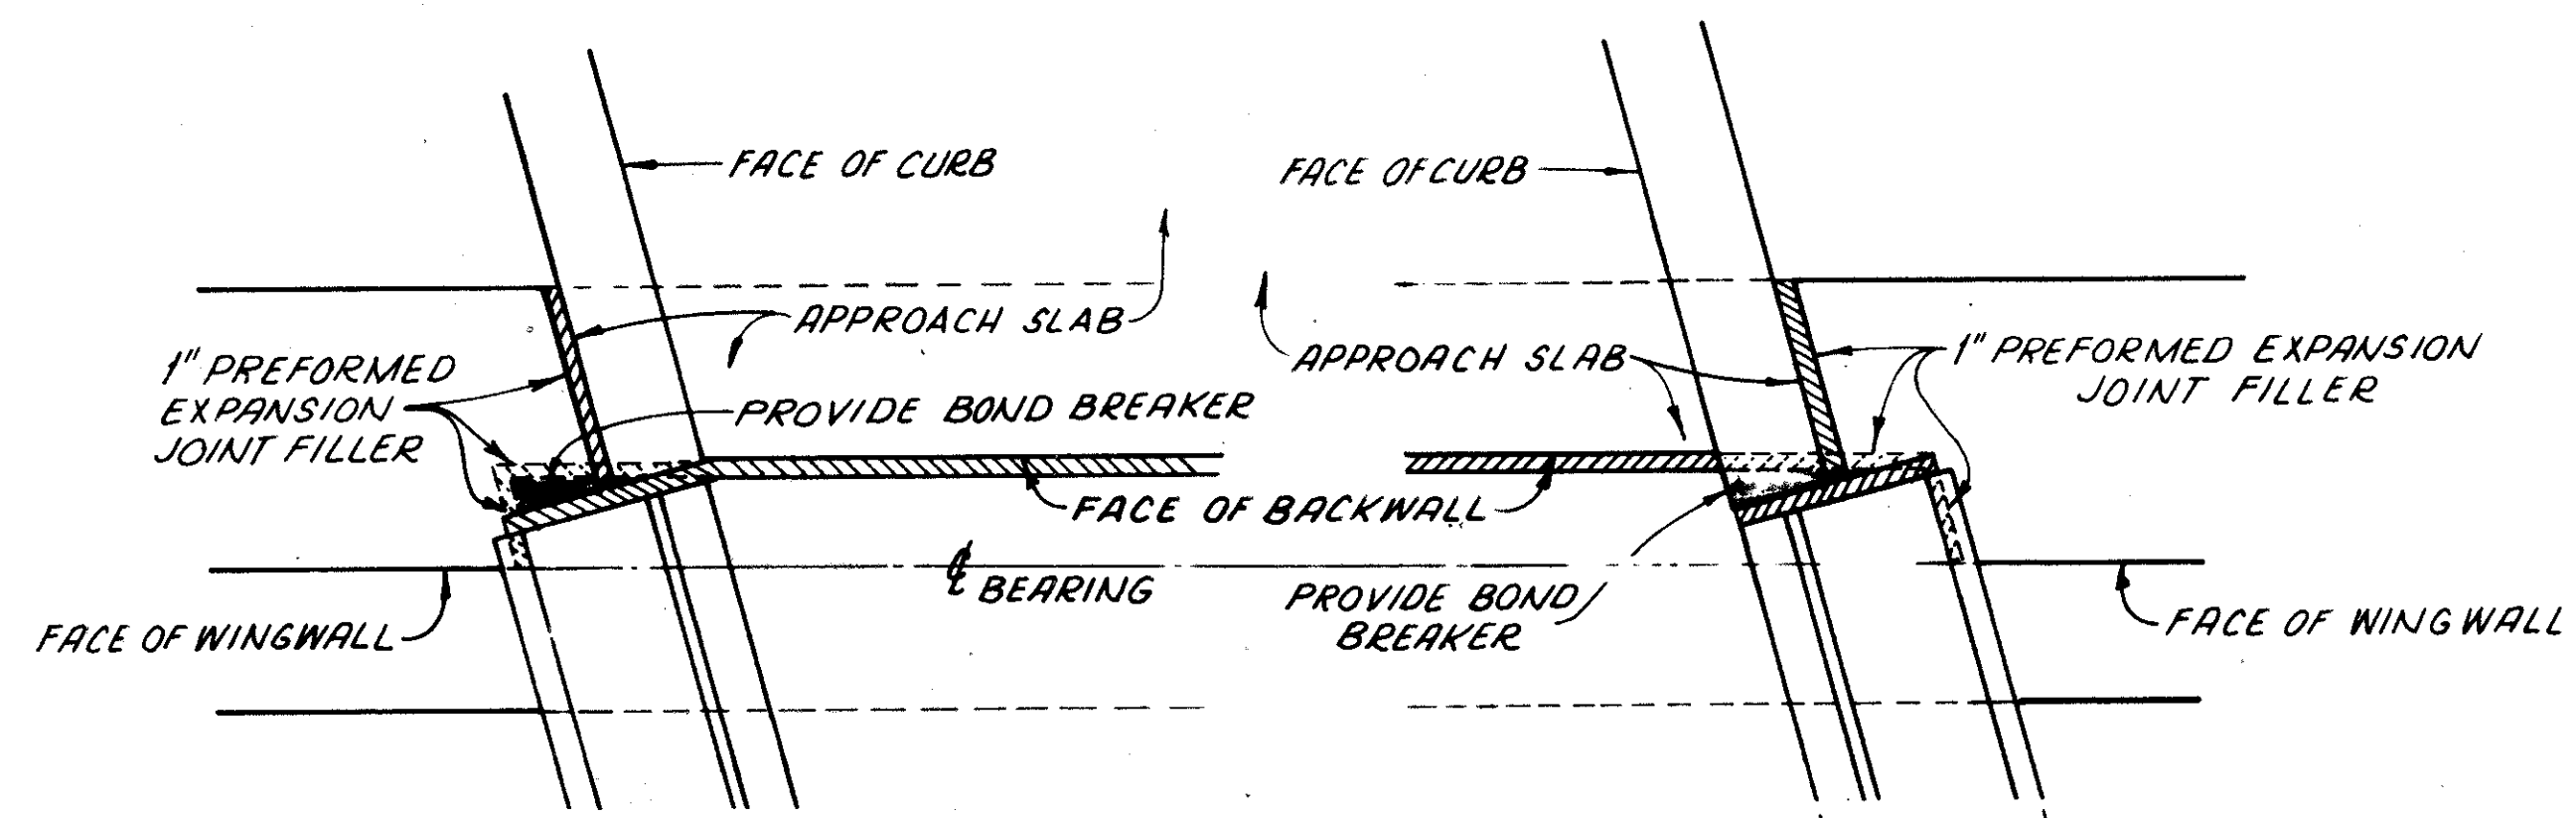 FACE OF CURB
APPROACH SLAB
1" PREFORMED
EXPANSION
JOINT FILLER
PROVIDE BOND BREAKER
FACE OF BACKWALL
℄ BEARING
FACE OF WINGWALL
FACE OF CURB
APPROACH SLAB
1" PREFORMED EXPANSION
JOINT FILLER
PROVIDE BOND
BREAKER
FACE OF WINGWALL